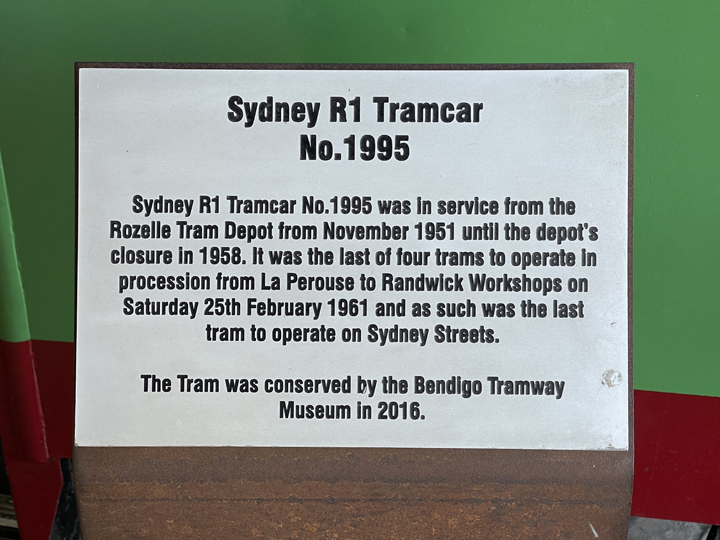 Sydney R1 Tramcar
No.1995
Sydney R1 Tramcar No.1995 was in service from the
Rozelle Tram Depot from November 1951 until the depot's
closure in 1958. It was the last of four trams to operate in
procession from La Perouse to Randwick Workshops on
Saturday 25th February 1961 and as such was the last
tram to operate on Sydney Streets.
The Tram was conserved by the Bendigo Tramway
Museum in 2016.